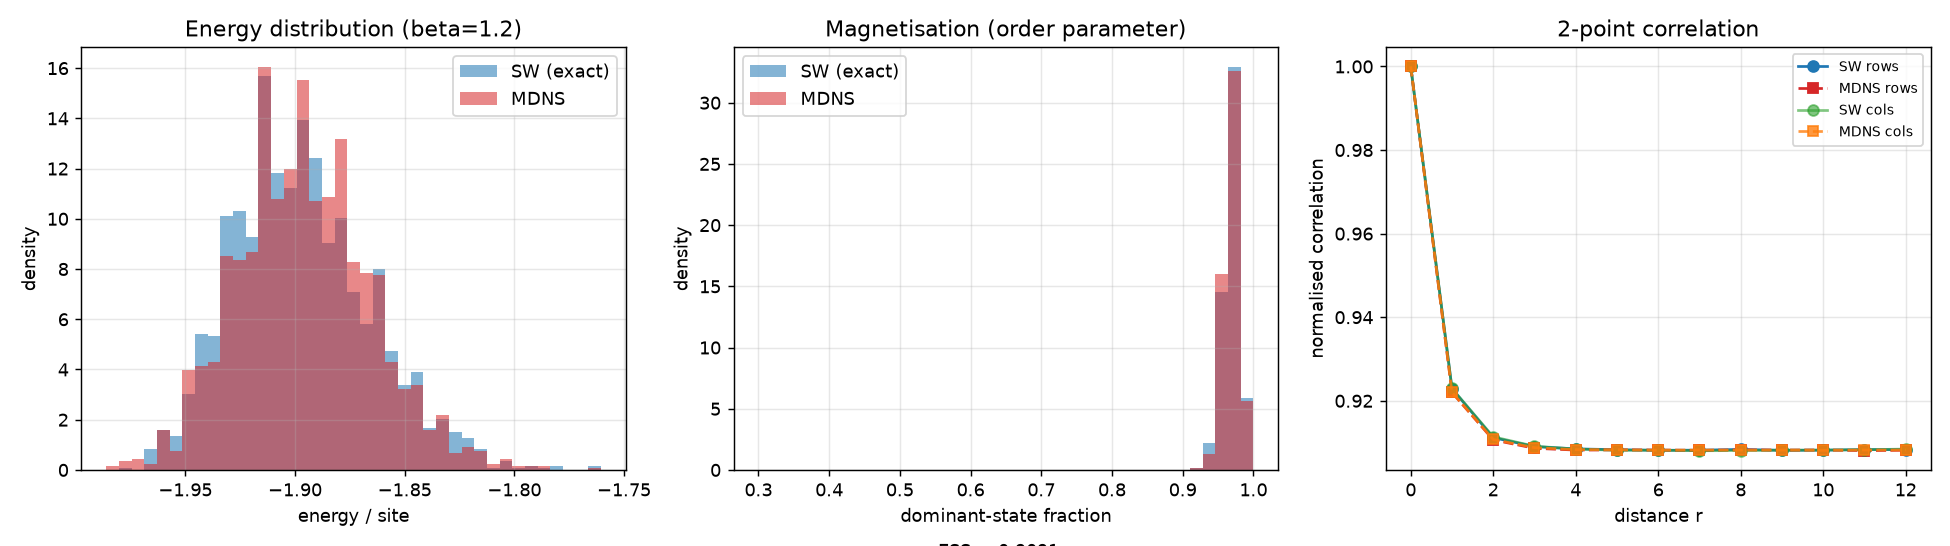 Energy distribution (beta=1.2)
SW (exact)
MDNS
density
16
14
12
10
8
6
4
2
0
−1.95
−1.90
−1.85
−1.80
−1.75
energy / site
Magnetisation (order parameter)
SW (exact)
MDNS
density
30
25
20
15
10
5
0
0.3
0.4
0.5
0.6
0.7
0.8
0.9
1.0
dominant-state fraction
2-point correlation
SW rows
MDNS rows
SW cols
MDNS cols
normalised correlation
1.00
0.98
0.96
0.94
0.92
0
2
4
6
8
10
12
distance r